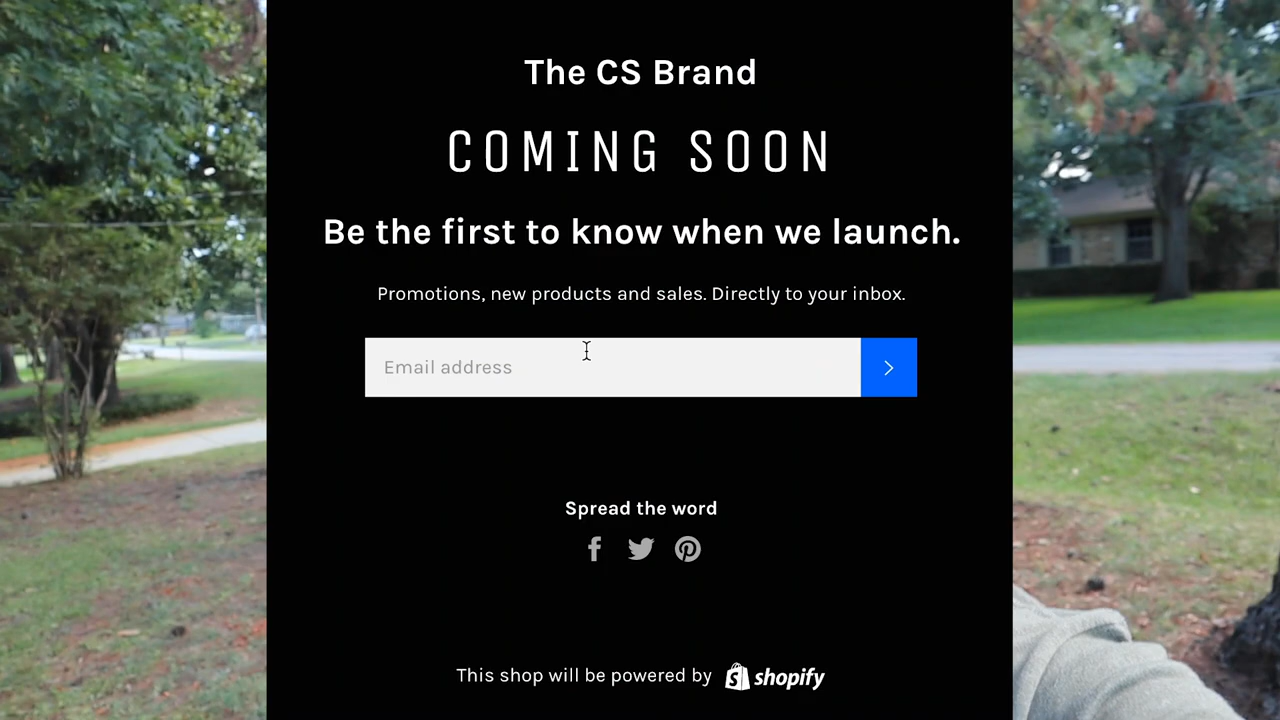 The CS Brand
COMING SOON
Be the first to know when we launch.
Promotions, new products and sales. Directly to your inbox.
Email address
Spread the word
This shop will be powered by shopify